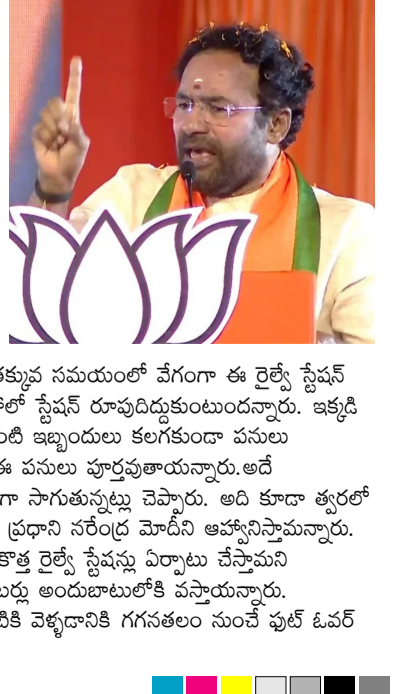 తక్కువ సమయంలో వేగంగా ఈ రైల్వే స్టేషన్
స్టేషన్ రూపుదిద్దుకుంటుందన్నారు. ఇక్కడి
ఇబ్బందులు కలగకుండా పనులు
ఈ పనులు పూర్తవుతాయన్నారు.అదే
సాగుతున్నట్లు చెప్పారు. అది కూడా త్వరలో
ప్రధాని నరేంద్ర మోదీని ఆహ్వానిస్తామన్నారు.
కొత్త రైల్వే స్టేషన్లు ఏర్పాటు చేస్తామని
అందుబాటులోకి వస్తాయన్నారు.
వెళ్ళడానికి గగనతలం నుంచే ఫుట్ ఓవర్